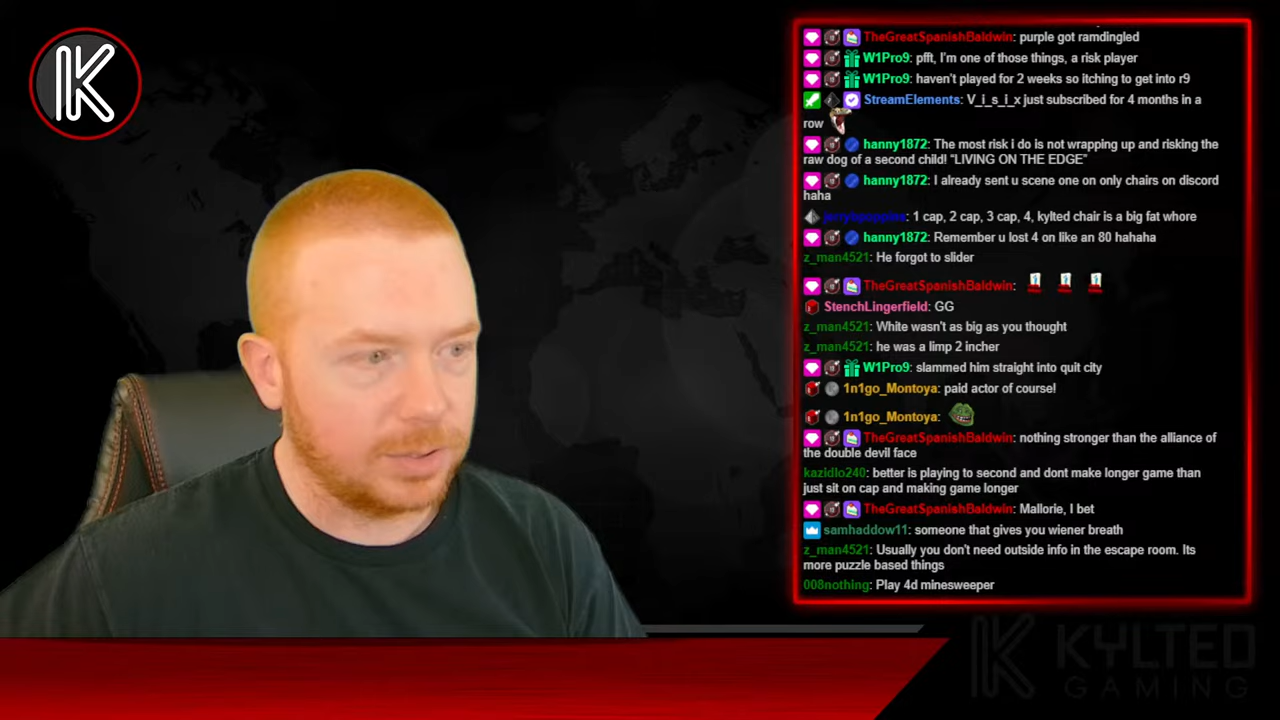 K
TheGreatSpanishBaldwin: purple got ramdingled
W1Pro9: pfft, I'm one of those things, a risk player
W1Pro9: haven't played for 2 weeks so itching to get into r9
StreamElements: V_i_s_i_x just subscribed for 4 months in a
row
hanny1872: The most risk i do is not wrapping up and risking the
raw dog of a second child! “LIVING ON THE EDGE”
hanny1872: I already sent u scene one on only chairs on discord
haha
: 1 cap, 2 cap, 3 cap, 4, kylted chair is a big fat whore
hanny1872: Remember u lost 4 on like an 80 hahaha
z_man4521: He forgot to slider
TheGreatSpanishBaldwin:
StenchLingerfield: GG
z_man4521: White wasn't as big as you thought
z_man4521: he was a limp 2 incher
W1Pro9: slammed him straight into quit city
1n1go_Montoya: paid actor of course!
1n1go_Montoya:
TheGreatSpanishBaldwin: nothing stronger than the alliance of
the double devil face
kazidlo240: better is playing to second and dont make longer game than
just sit on cap and making game longer
TheGreatSpanishBaldwin: Mallorie, I bet
samhaddow11: someone that gives you wiener breath
z_man4521: Usually you don't need outside info in the escape room. Its
more puzzle based things
008nothing: Play 4d minesweeper
K KYLTED
GAMING